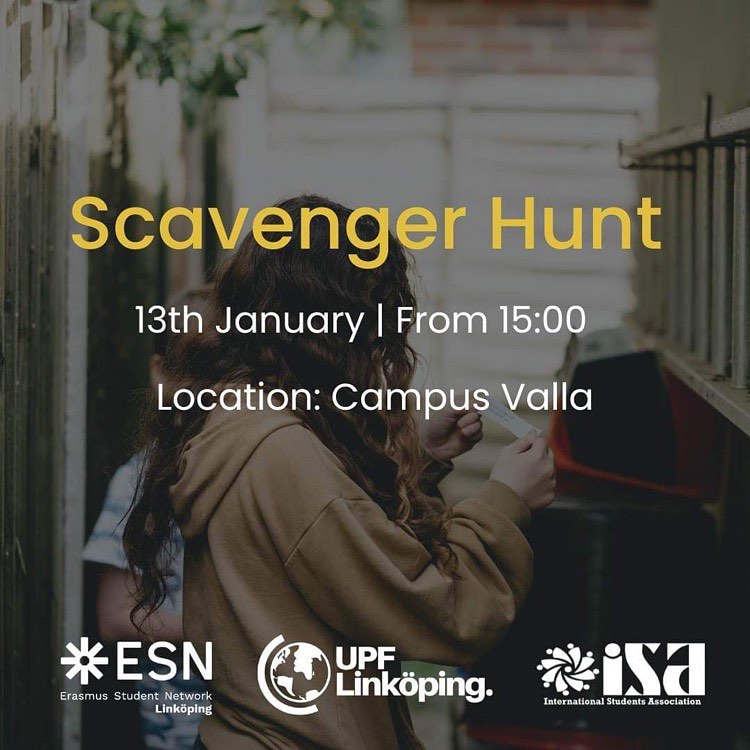 Scavenger Hunt
13th January | From 15:00
Location: Campus Valla
ESN
Erasmus Student Network
Linköping
UPF
Linköping.
isa
International Students Association